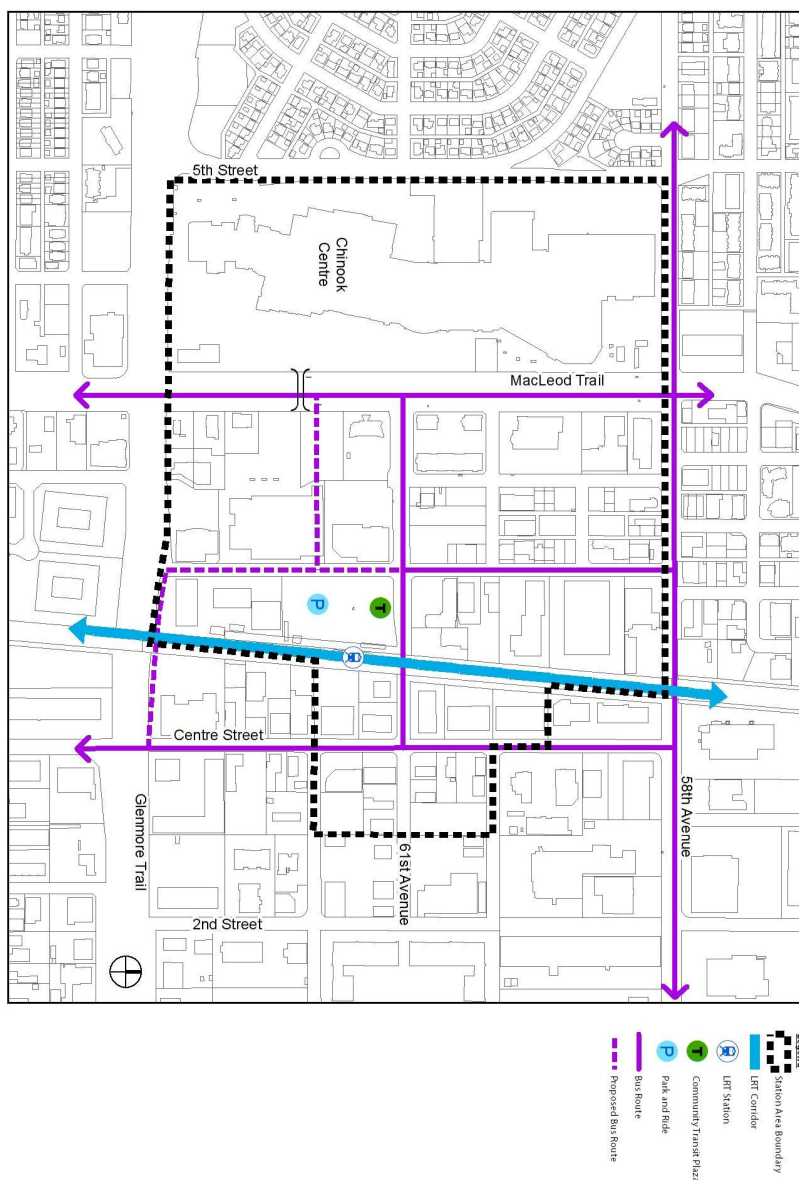 5th Street
Chinook
Centre
MacLeod Trail
Centre Street
58th Avenue
Glenmore Trail
61st Avenue
2nd Street
Legend
Station Area Boundary
LRT Corridor
LRT Station
T
Community Transit Plaza
P
Park and Ride
Bus Route
Proposed Bus Route
P
T